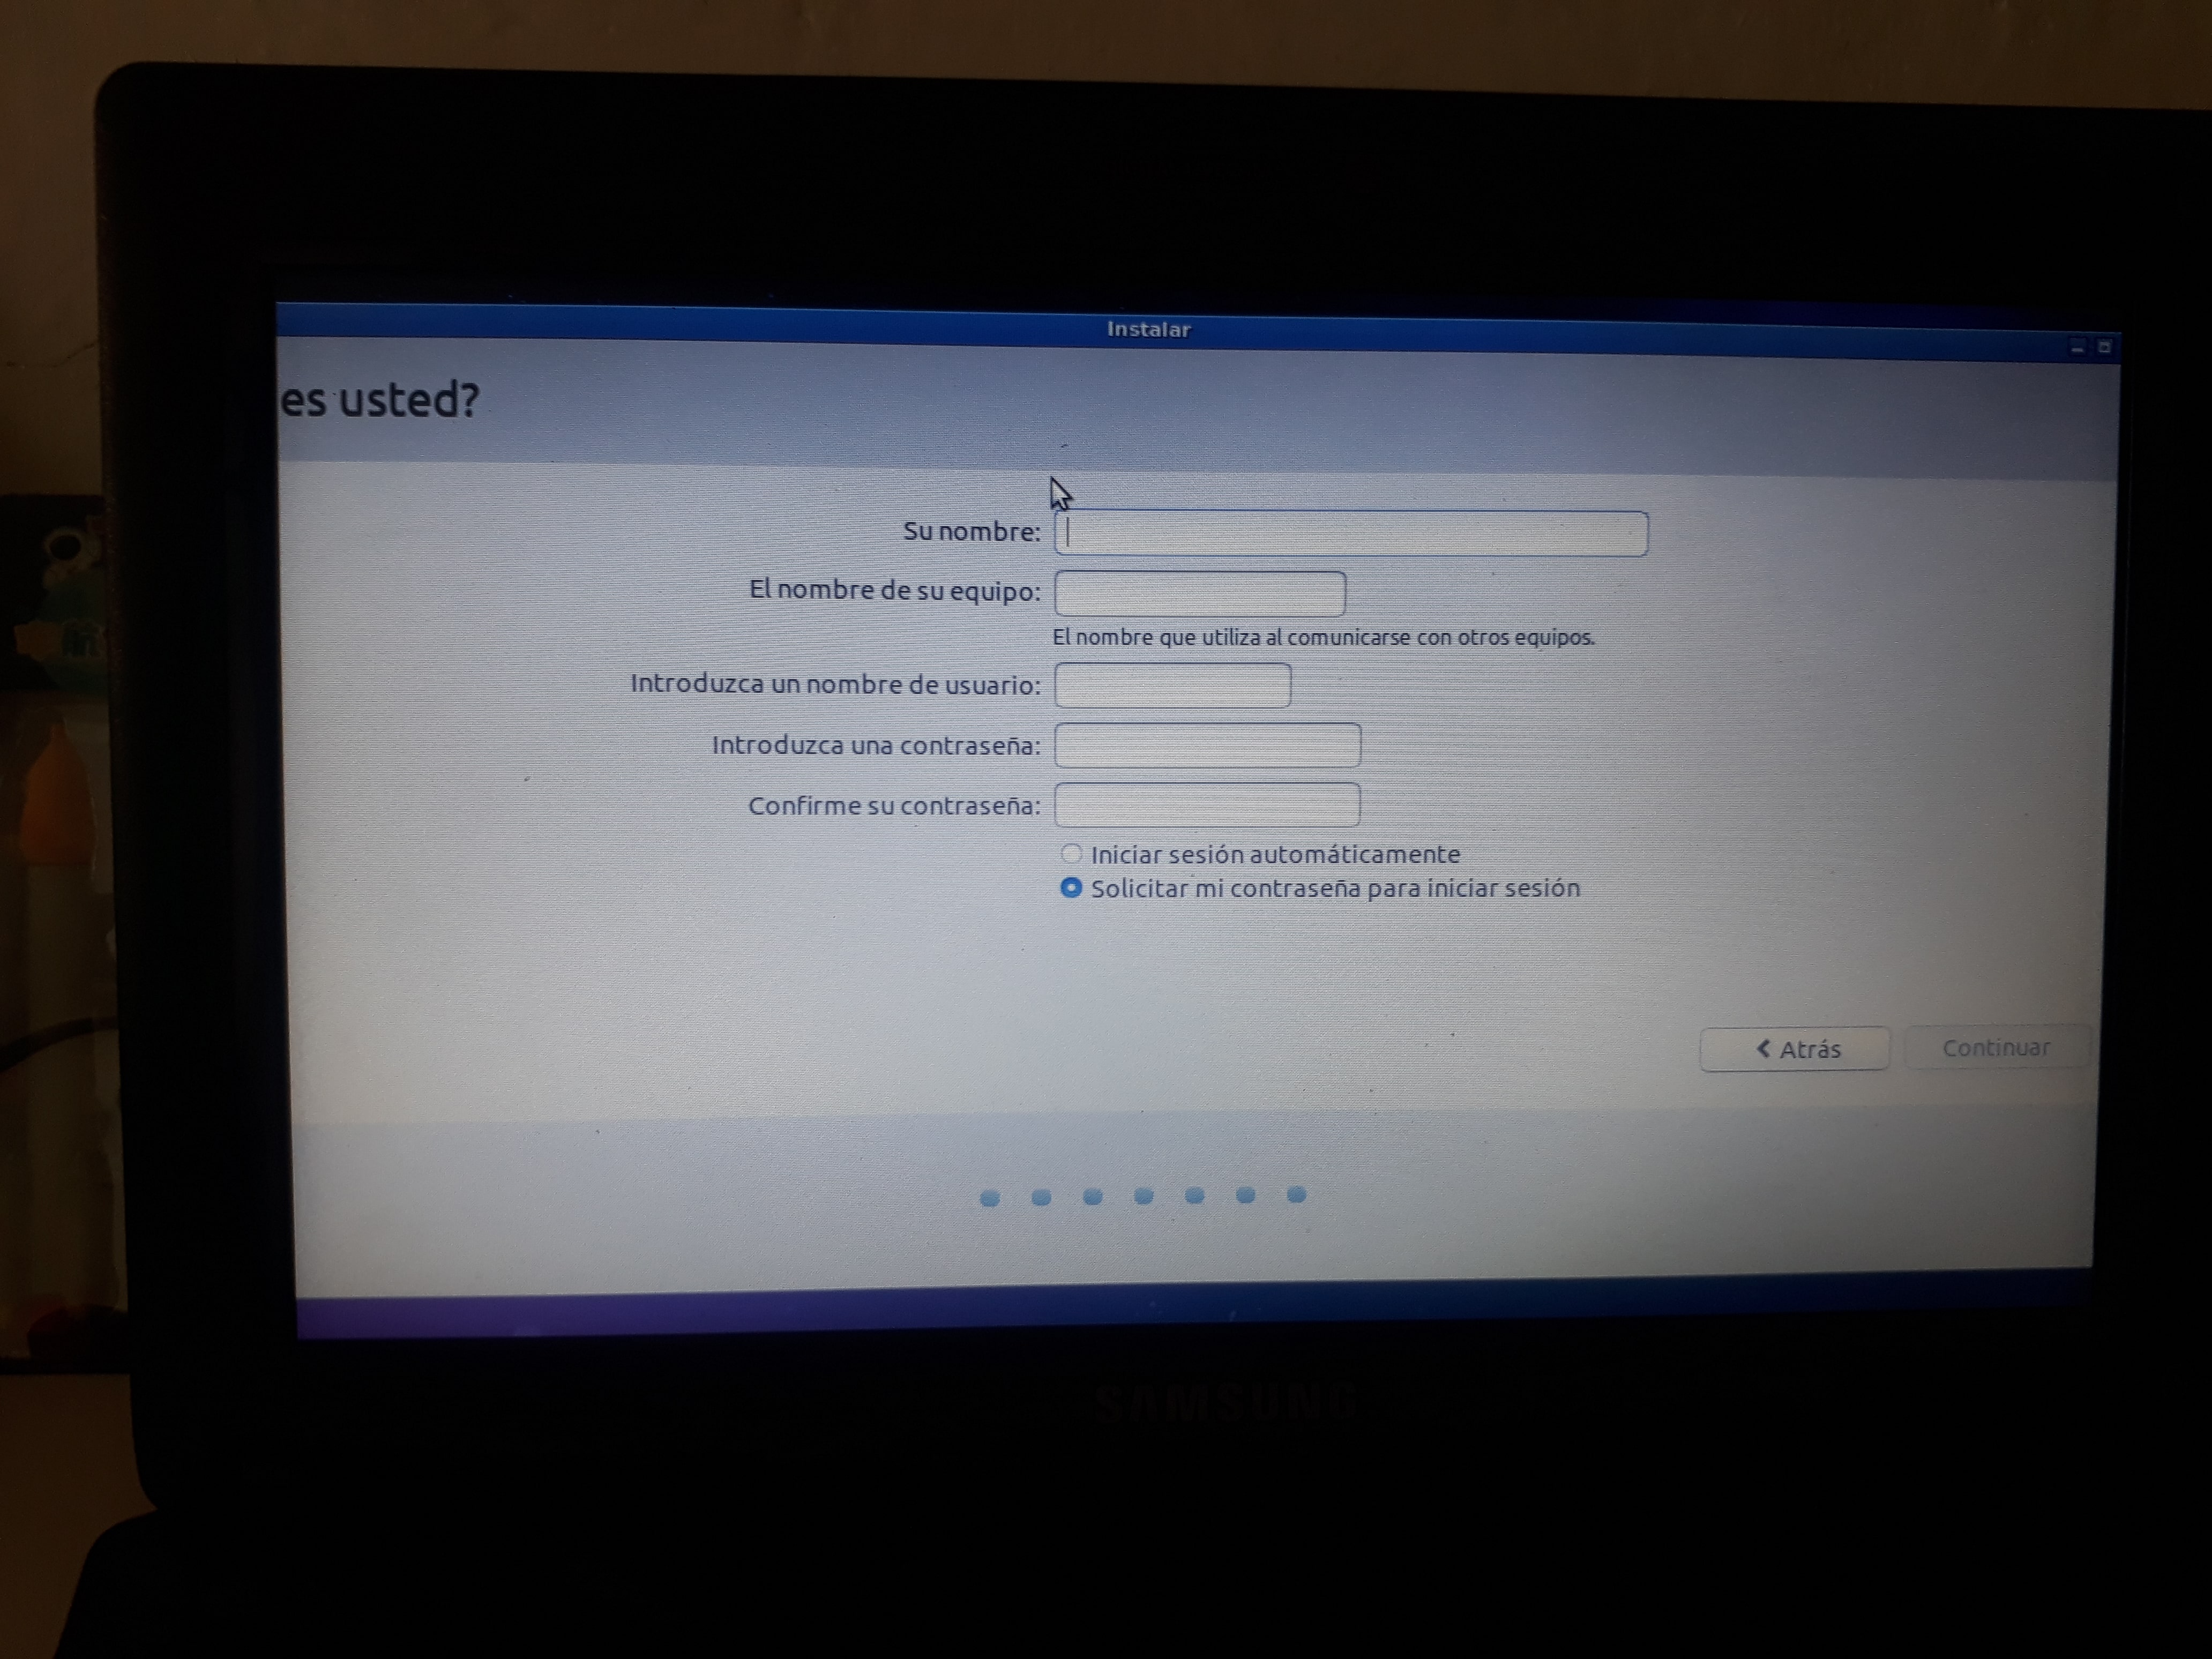 Instalar
es usted?
Su nombre:
El nombre de su equipo:
El nombre que utiliza al comunicarse con otros equipos.
Introduzca un nombre de usuario:
Introduzca una contraseña:
Confirme su contraseña:
Iniciar sesión automáticamente
Solicitar mi contraseña para iniciar sesión
Atrás
Continuar
SAMSUNG